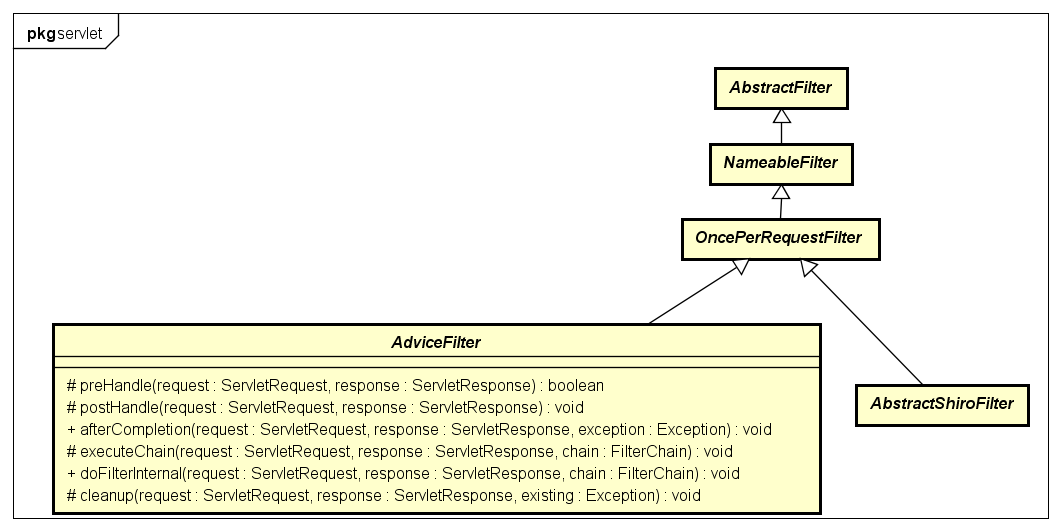 pkg servlet
AbstractFilter
NameableFilter
OncePerRequestFilter
AdviceFilter
# preHandle(request : ServletRequest, response : ServletResponse) : boolean
# postHandle(request : ServletRequest, response : ServletResponse) : void
+ afterCompletion(request : ServletRequest, response : ServletResponse, exception : Exception) : void
# executeChain(request : ServletRequest, response : ServletResponse, chain : FilterChain) : void
+ doFilterInternal(request : ServletRequest, response : ServletResponse, chain : FilterChain) : void
# cleanup(request : ServletRequest, response : ServletResponse, existing : Exception) : void
AbstractShiroFilter